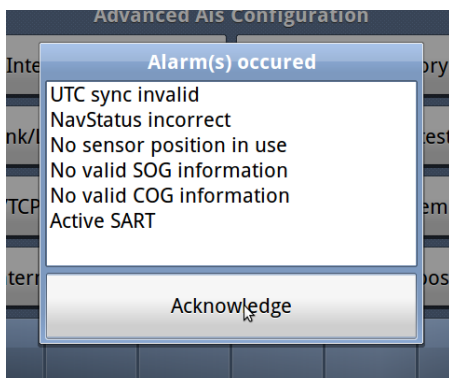 Advanced Ais Configuration
Alarm(s) occured
UTC sync invalid
NavStatus incorrect
No sensor position in use
No valid SOG information
No valid COG information
Active SART
Acknowledge